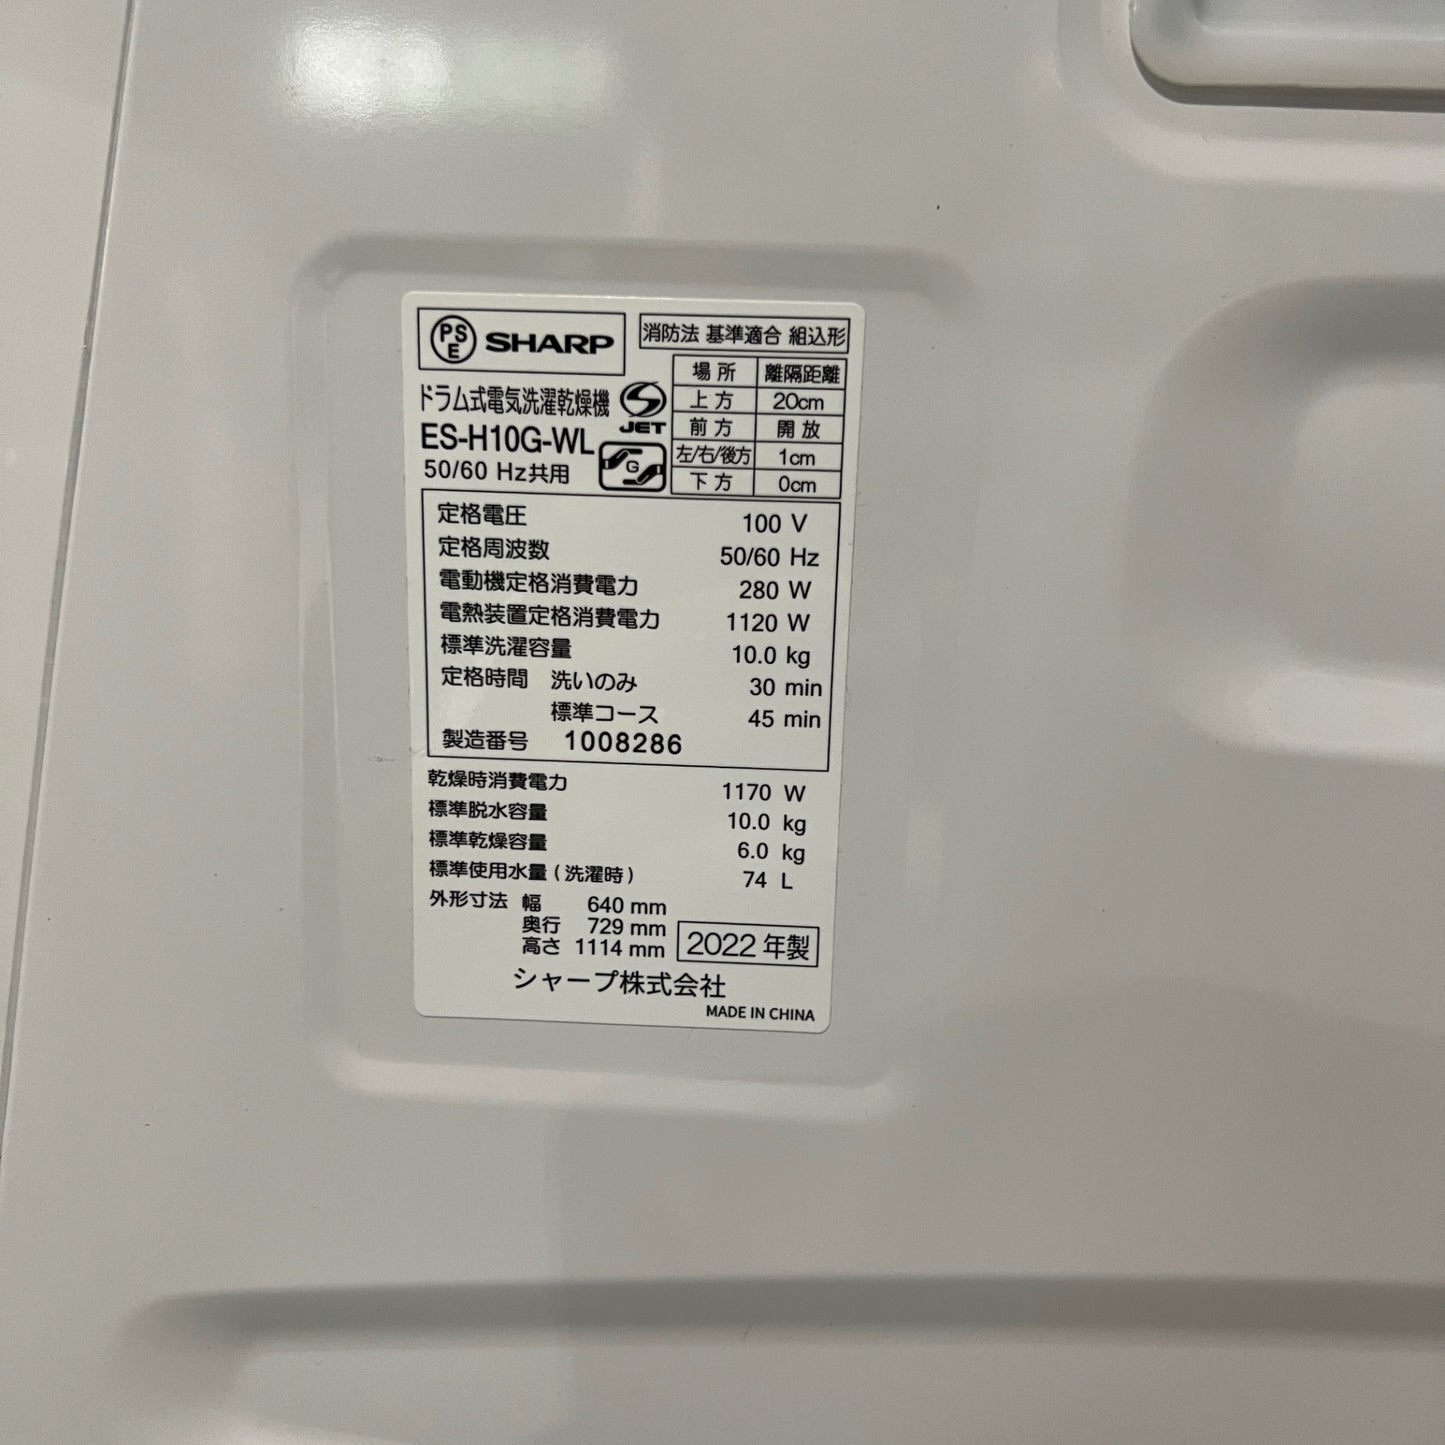 PSE SHARP
消防法 基準適合 組込形
場所 離隔距離
上方 20cm
前方 開放
左/右/後方 1cm
下方 0cm
ドラム式電気洗濯乾燥機
JET
ES-H10G-WL
50/60 Hz共用
G
定格電圧 100 V
定格周波数 50/60 Hz
電動機定格消費電力 280 W
電熱装置定格消費電力 1120 W
標準洗濯容量 10.0 kg
定格時間 洗いのみ 30 min
標準コース 45 min
製造番号 1008286
乾燥時消費電力 1170 W
標準脱水容量 10.0 kg
標準乾燥容量 6.0 kg
標準使用水量(洗濯時) 74 L
外形寸法 幅 640 mm
奥行 729 mm
高さ 1114 mm
2022年製
シャープ株式会社
MADE IN CHINA